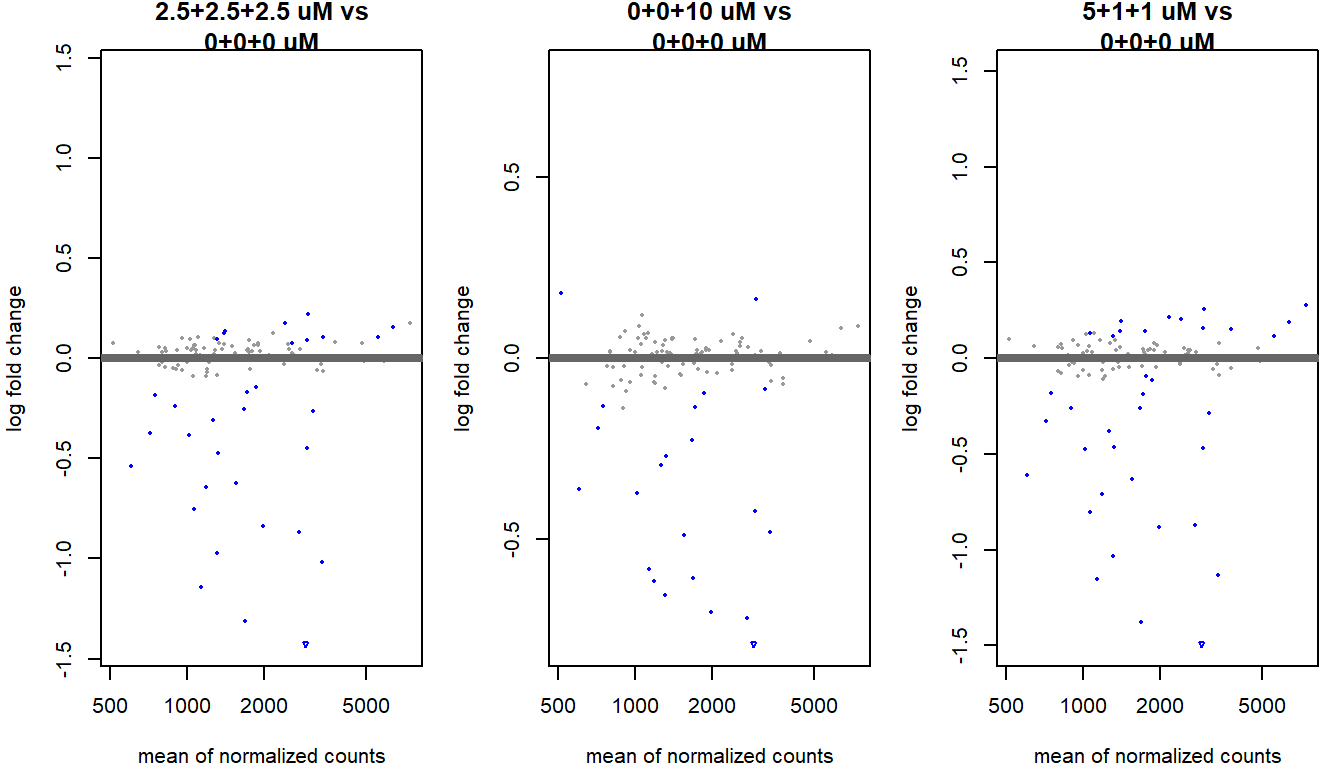 2.5+2.5+2.5 uM vs
0+0+0 uM
log fold change
1.5
1.0
0.5
0.0
-0.5
-1.0
-1.5
500 1000 2000 5000
mean of normalized counts
0+0+10 uM vs
0+0+0 uM
log fold change
0.5
0.0
-0.5
500 1000 2000 5000
mean of normalized counts
5+1+1 uM vs
0+0+0 uM
log fold change
1.5
1.0
0.5
0.0
-0.5
-1.0
-1.5
500 1000 2000 5000
mean of normalized counts